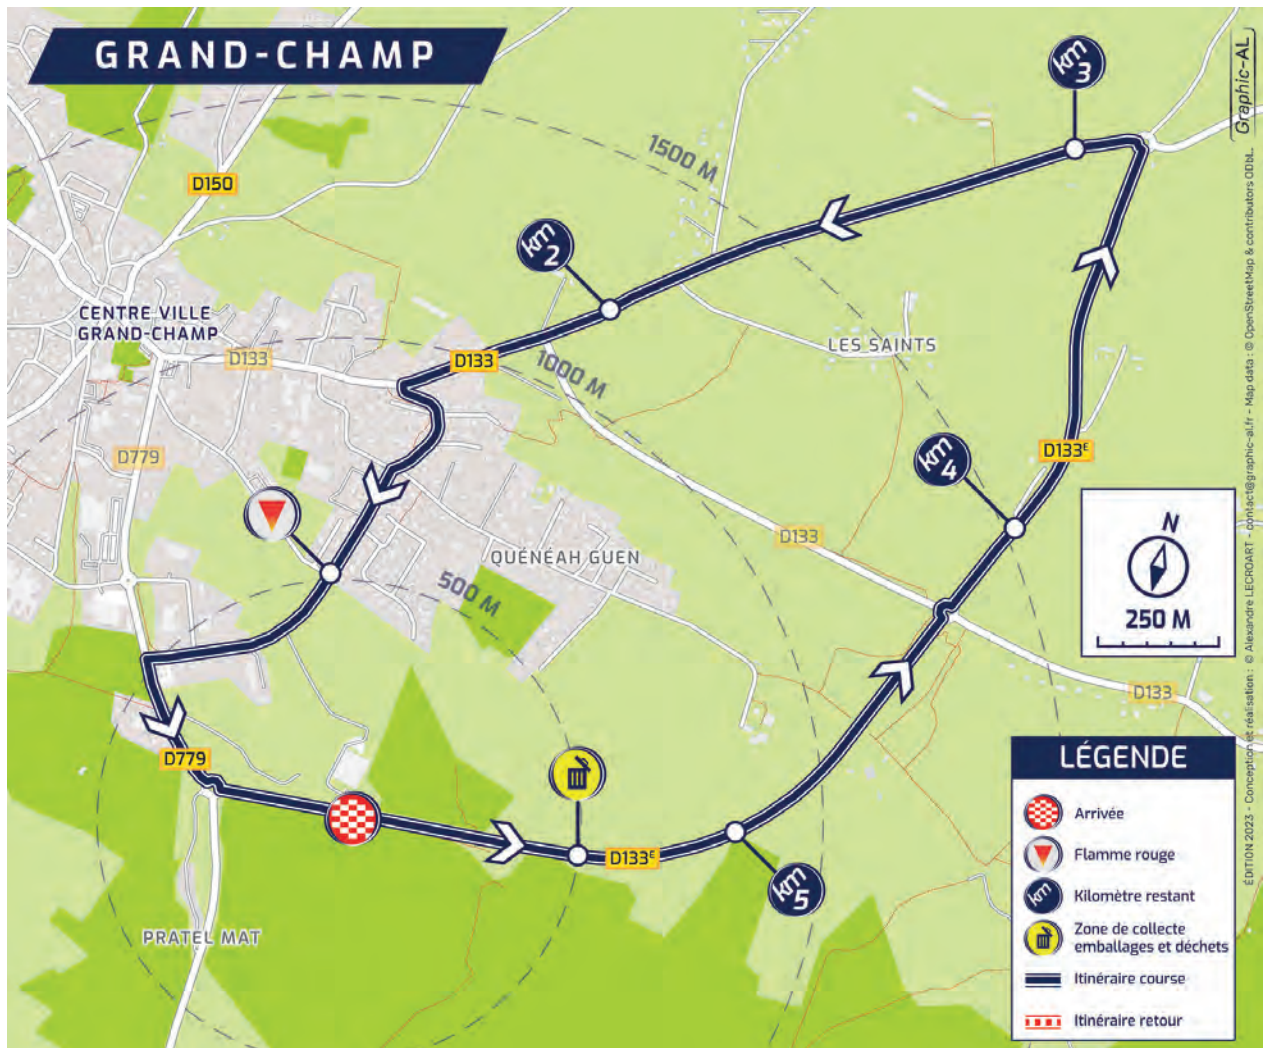 GRAND-CHAMP
km
3
Graphic-AL
1500 M
D150
km
2
CENTRE VILLE
GRAND-CHAMP
D133
D133
1000 M
LES SAINTS
D779
km
4
D133E
QUÉNÉAH GUEN
D133
500 M
N
250 M
D133
D779
D133E
km
5
PRATEL MAT
LÉGENDE
Arrivée
Flamme rouge
km
Kilomètre restant
Zone de collecte
emballages et déchets
Itinéraire course
Itinéraire retour
ÉDITION 2023 - Conception et réalisation : © Alexandre LECROART - contact@graphic-al.fr - Map data : © OpenStreetMap & contributors ODbL.